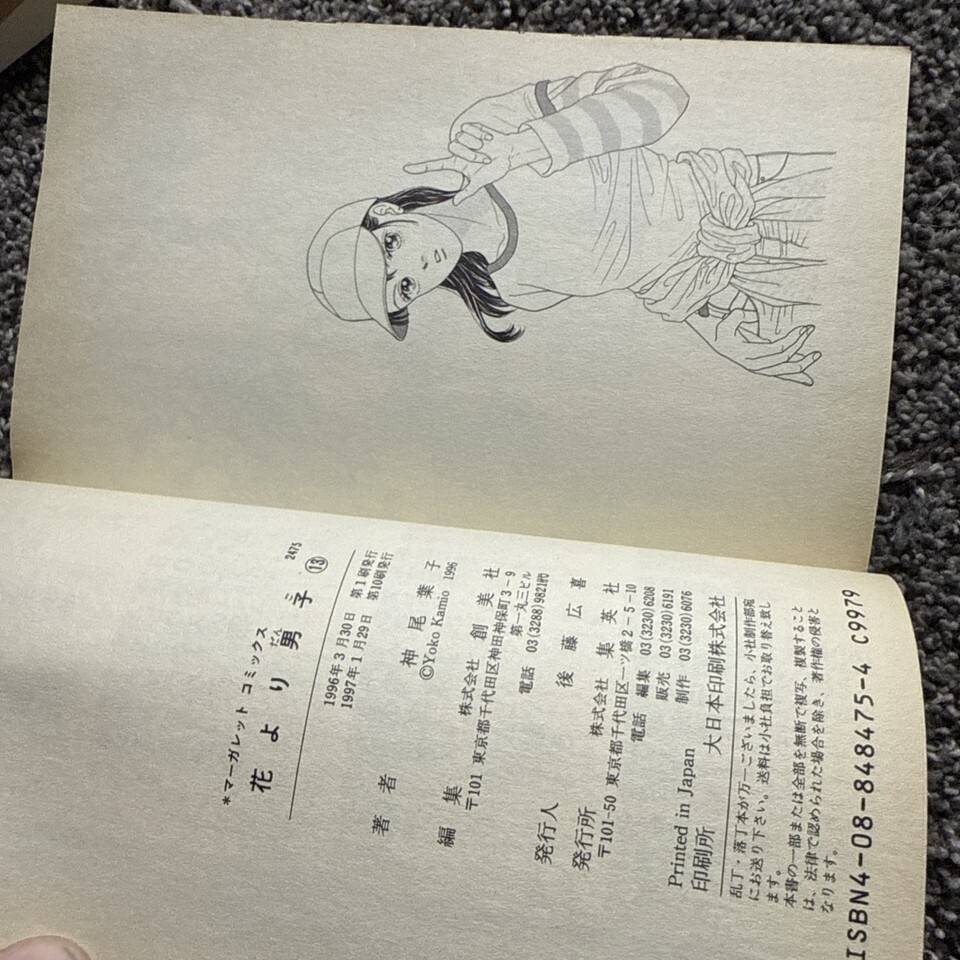 *マーガレット コミックス 2475
花より男子 ⑬
だん ご
1996年3月30日 第1刷発行
1997年1月29日 第10刷発行
著者 神尾葉子
©Yoko Kamio 1996
編集 株式会社 創美社
〒101 東京都千代田区神田神保町3-9
第一丸三ビル
電話 03(3288)9821㈹
発行人 後藤広喜
発行所 株式会社 集英社
〒101-50 東京都千代田区一ツ橋2-5-10
電話 編集 03(3230)6208
販売 03(3230)6191
制作 03(3230)6076
Printed in Japan
印刷所 大日本印刷株式会社
乱丁・落丁本が万一ございましたら、小社制作部宛
にお送り下さい。送料は小社負担でお取り替え致し
ます。
本書の一部または全部を無断で複写、複製すること
は、法律で認められた場合を除き、著作権の侵害と
なります。
ISBN4-08-848475-4 C9979